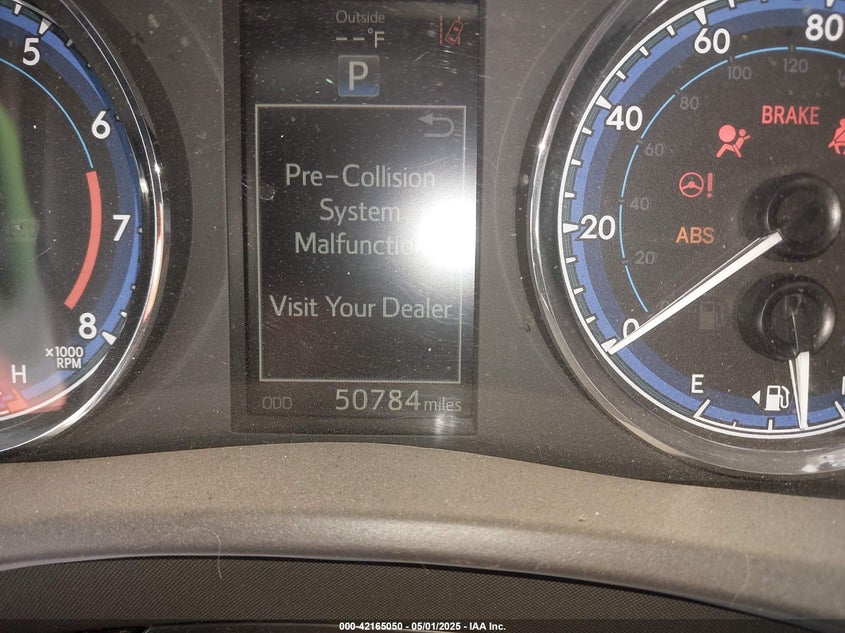 Outside
--°F
P
Pre-Collision
System
Malfunction
Visit Your Dealer
ODO 50784 miles
5
6
7
8
x1000
RPM
H
0
20
40
60
80
20
40
60
80
100
120
BRAKE
ABS
E
000-42165050 - 05/01/2025 - IAA Inc.